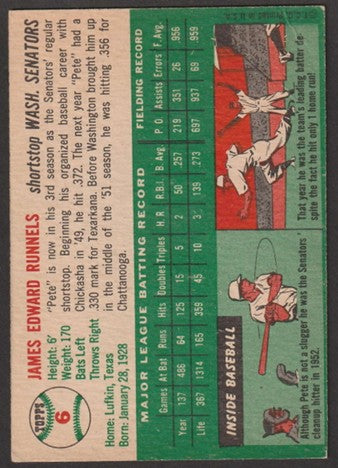 TOPPS
6
JAMES EDWARD RUNNELS
shortstop WASH. SENATORS
Height: 6'
Weight: 170
Bats Left
Throws Right
Home: Lufkin, Texas
Born: January 28, 1928
"Pete" is now in his 3rd season as the Senators' regular
shortstop. Beginning his organized baseball career with
Chickasha in '49, he hit .372. The next year "Pete" had a
.330 mark for Texarkana. Before Washington brought him up
in the middle of the '51 season, he was hitting .356 for
Chattanooga.
MAJOR LEAGUE BATTING RECORD FIELDING RECORD
Games At Bat Runs Hits Doubles Triples H.R. R.B.I. B. Avg. P.O. Assists Errors F. Avg.
137 486 64 125 15 5 2 50 .257 351 26 .956
367 1314 359 45 10 3 139 .273 697 937 69 .959
INSIDE BASEBALL
Although Pete is not a slugger he was the Senators'
cleanup hitter in 1952.
That year he was the team's leading batter de-
spite the fact he hit only 1 home run!
© T.C.G. Printed in U.S.A.